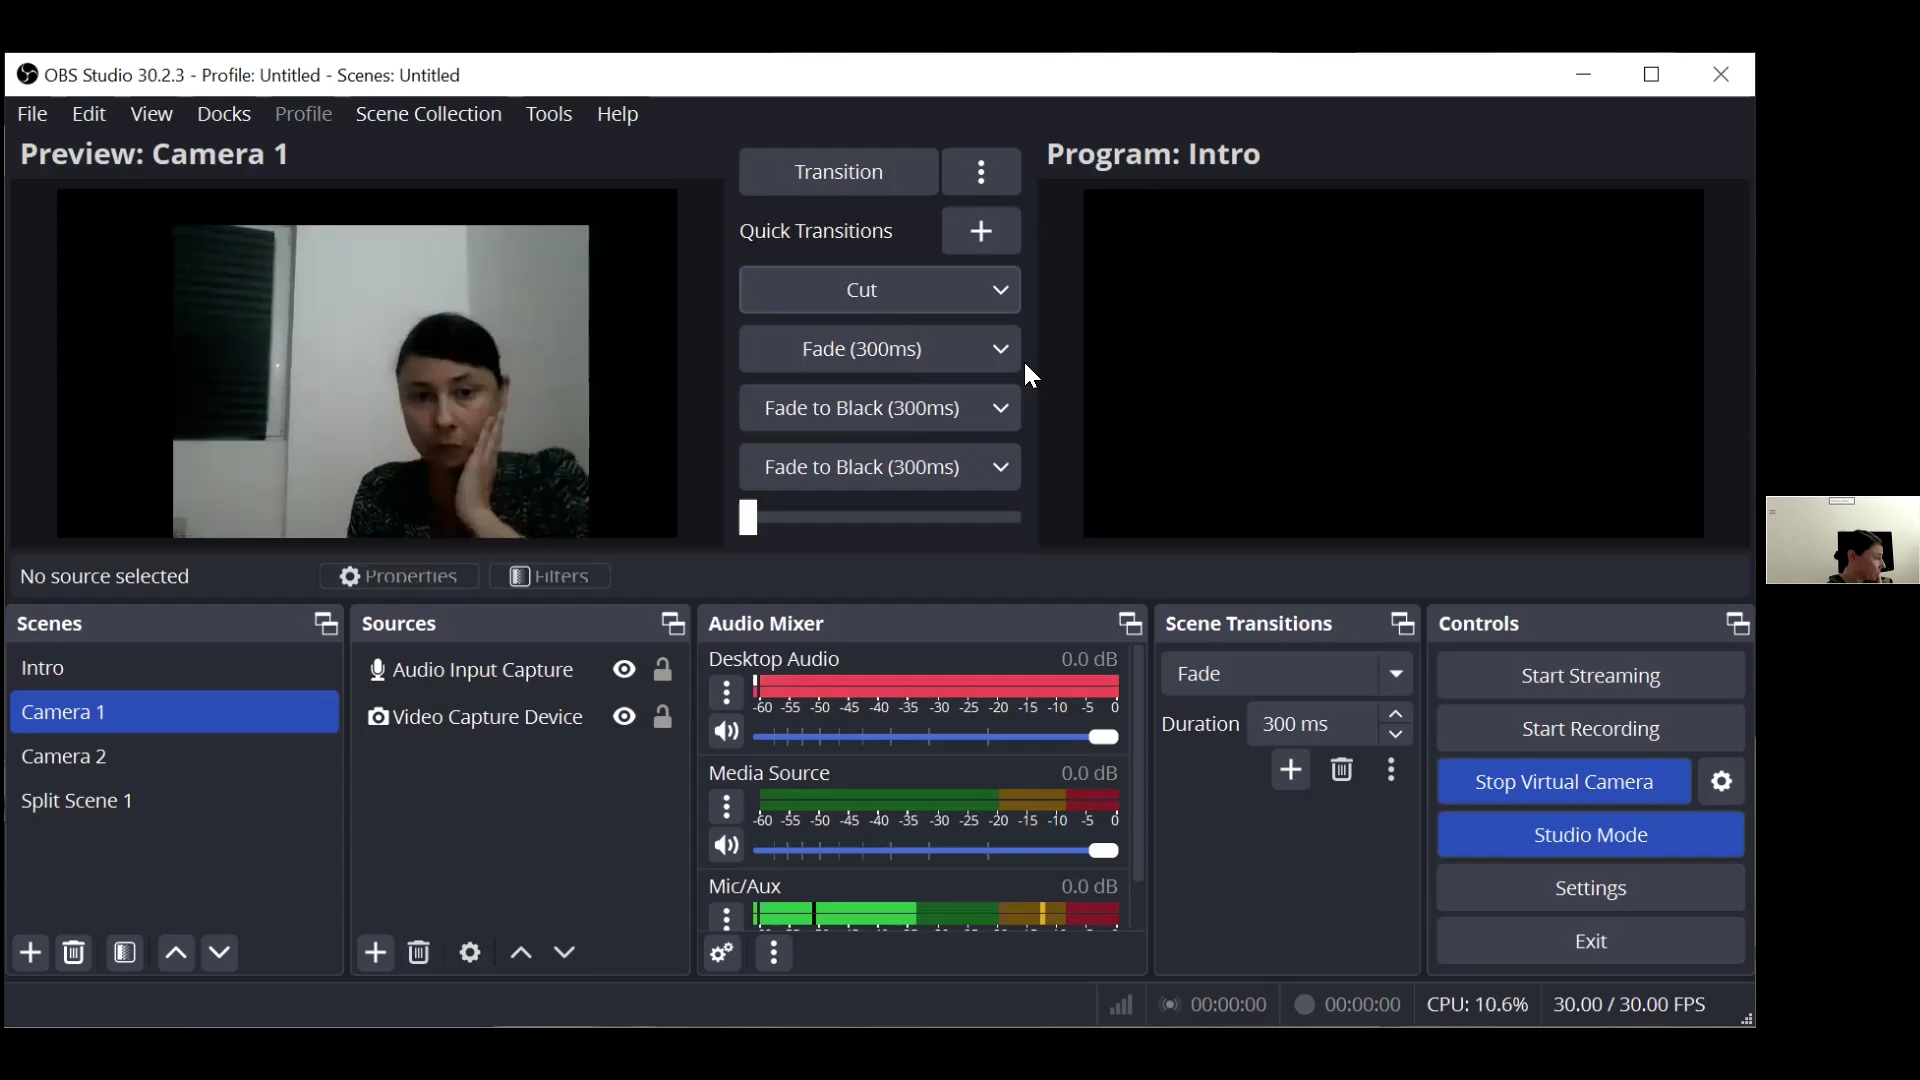 OBS Studio 30.2.3 - Profile: Untitled - Scenes: Untitled
File Edit View Docks Profile Scene Collection Tools Help
Preview: Camera 1
Transition
Quick Transitions
Cut
Fade (300ms)
Fade to Black (300ms)
Fade to Black (300ms)
Program: Intro
No source selected
Properties
Filters
Scenes
Intro
Camera 1
Camera 2
Split Scene 1
Sources
Audio Input Capture
Video Capture Device
Audio Mixer
Desktop Audio 0.0 dB
-60 -55 -50 -45 -40 -35 -30 -25 -20 -15 -10 -5 0
Media Source 0.0 dB
-60 -55 -50 -45 -40 -35 -30 -25 -20 -15 -10 -5 0
Mic/Aux 0.0 dB
Scene Transitions
Fade
Duration 300 ms
Controls
Start Streaming
Start Recording
Stop Virtual Camera
Studio Mode
Settings
Exit
00:00:00 00:00:00 CPU: 10.6% 30.00 / 30.00 FPS